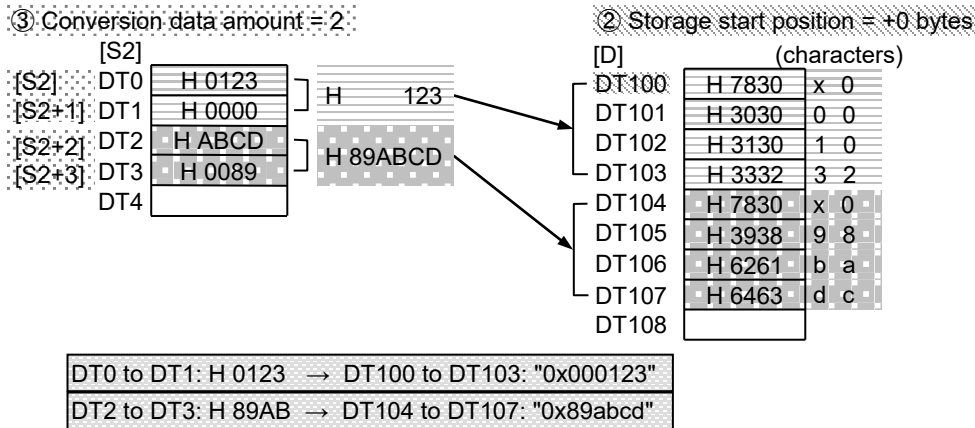 ③ Conversion data amount = 2
② Storage start position = +0 bytes
[S2]
[D] (characters)
[S2] DT0 H 0123
[S2+1] DT1 H 0000
H 123
[S2+2] DT2 H ABCD
[S2+3] DT3 H 0089
H 89ABCD
DT4
DT100 H 7830 x 0
DT101 H 3030 0 0
DT102 H 3130 1 0
DT103 H 3332 3 2
DT104 H 7830 x 0
DT105 H 3938 9 8
DT106 H 6261 b a
DT107 H 6463 d c
DT108
DT0 to DT1: H 0123 → DT100 to DT103: "0x000123"
DT2 to DT3: H 89AB → DT104 to DT107: "0x89abcd"